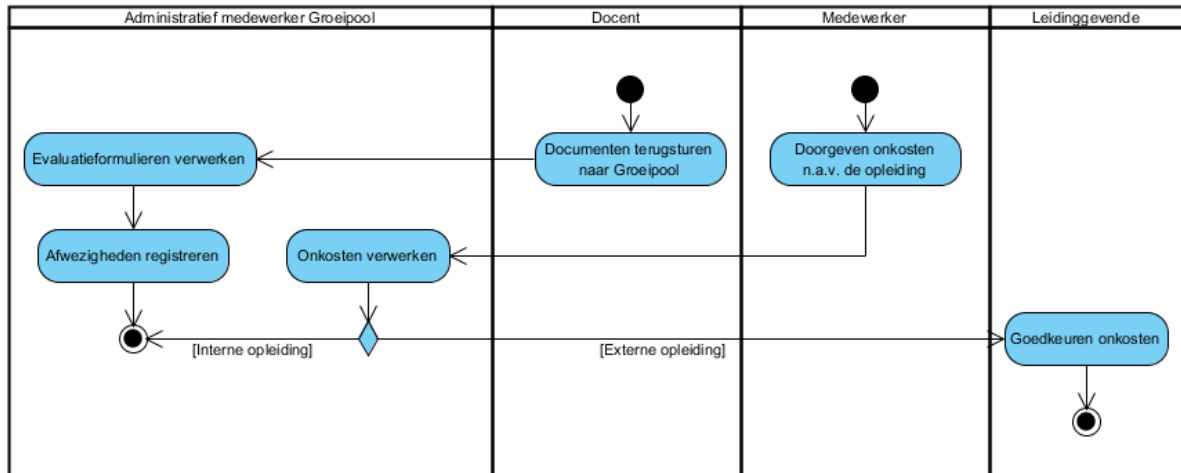 Administratief medewerker Groeipool
Docent
Medewerker
Leidinggevende
Evaluatieformulieren verwerken
Documenten terugsturen
naar Groeipool
Doorgeven onkosten
n.a.v. de opleiding
Afwezigheden registreren
Onkosten verwerken
[Interne opleiding]
[Externe opleiding]
Goedkeuren onkosten